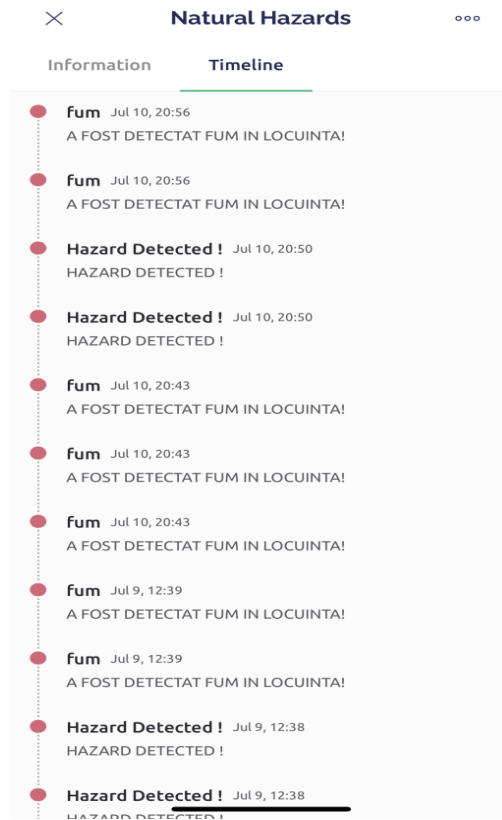 Natural Hazards
Information Timeline
fum Jul 10, 20:56
A FOST DETECTAT FUM IN LOCUINTA!
fum Jul 10, 20:56
A FOST DETECTAT FUM IN LOCUINTA!
Hazard Detected ! Jul 10, 20:50
HAZARD DETECTED !
Hazard Detected ! Jul 10, 20:50
HAZARD DETECTED !
fum Jul 10, 20:43
A FOST DETECTAT FUM IN LOCUINTA!
fum Jul 10, 20:43
A FOST DETECTAT FUM IN LOCUINTA!
fum Jul 10, 20:43
A FOST DETECTAT FUM IN LOCUINTA!
fum Jul 9, 12:39
A FOST DETECTAT FUM IN LOCUINTA!
fum Jul 9, 12:39
A FOST DETECTAT FUM IN LOCUINTA!
Hazard Detected ! Jul 9, 12:38
HAZARD DETECTED !
Hazard Detected ! Jul 9, 12:38
HAZARD DETECTED !